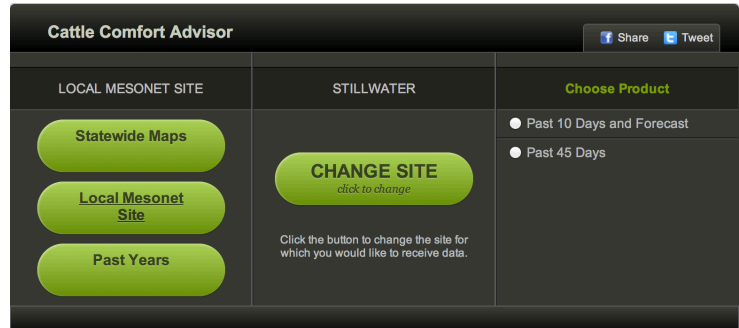 Cattle Comfort Advisor
Share
Tweet
LOCAL MESONET SITE
STILLWATER
Choose Product
Statewide Maps
Local Mesonet
Site
Past Years
CHANGE SITE
click to change
Click the button to change the site for
which you would like to receive data.
Past 10 Days and Forecast
Past 45 Days